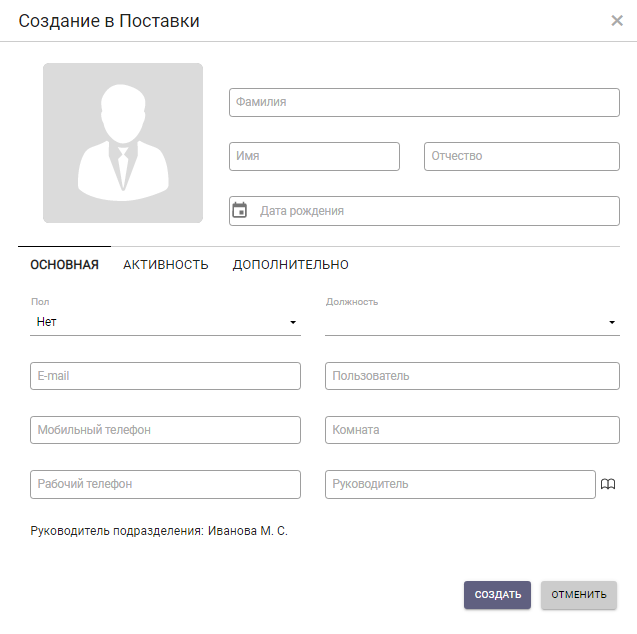 Создание в Поставки
Фамилия
Имя
Отчество
Дата рождения
ОСНОВНАЯ
АКТИВНОСТЬ
ДОПОЛНИТЕЛЬНО
Пол
Должность
Нет
E-mail
Пользователь
Мобильный телефон
Комната
Рабочий телефон
Руководитель
Руководитель подразделения: Иванова М. С.
СОЗДАТЬ
ОТМЕНИТЬ